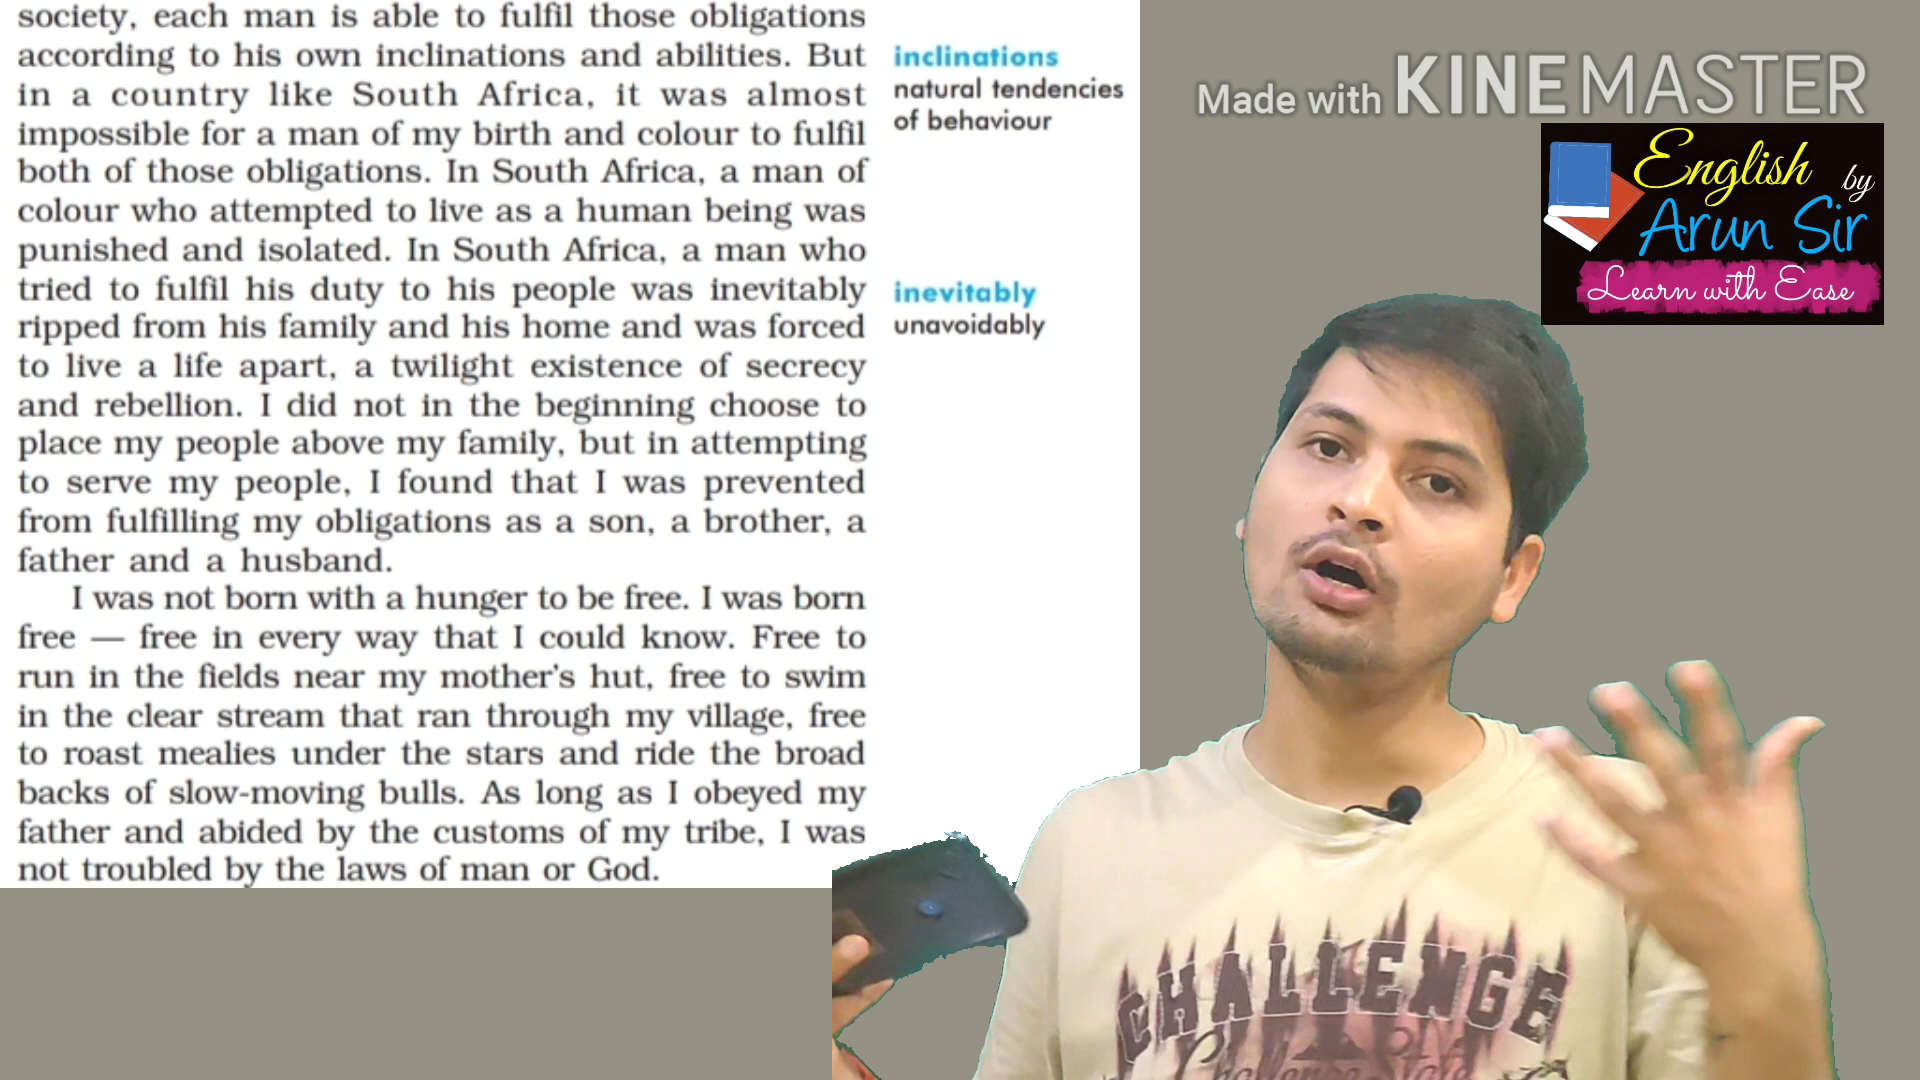 society, each man is able to fulfil those obligations
according to his own inclinations and abilities. But
in a country like South Africa, it was almost
impossible for a man of my birth and colour to fulfil
both of those obligations. In South Africa, a man of
colour who attempted to live as a human being was
punished and isolated. In South Africa, a man who
tried to fulfil his duty to his people was inevitably
ripped from his family and his home and was forced
to live a life apart, a twilight existence of secrecy
and rebellion. I did not in the beginning choose to
place my people above my family, but in attempting
to serve my people, I found that I was prevented
from fulfilling my obligations as a son, a brother, a
father and a husband.
I was not born with a hunger to be free. I was born
free — free in every way that I could know. Free to
run in the fields near my mother's hut, free to swim
in the clear stream that ran through my village, free
to roast mealies under the stars and ride the broad
backs of slow-moving bulls. As long as I obeyed my
father and abided by the customs of my tribe, I was
not troubled by the laws of man or God.
inclinations
natural tendencies
of behaviour
inevitably
unavoidably
Made with KINEMASTER
English by
Arun Sir
Learn with Ease
CHALLENGE
Challenge